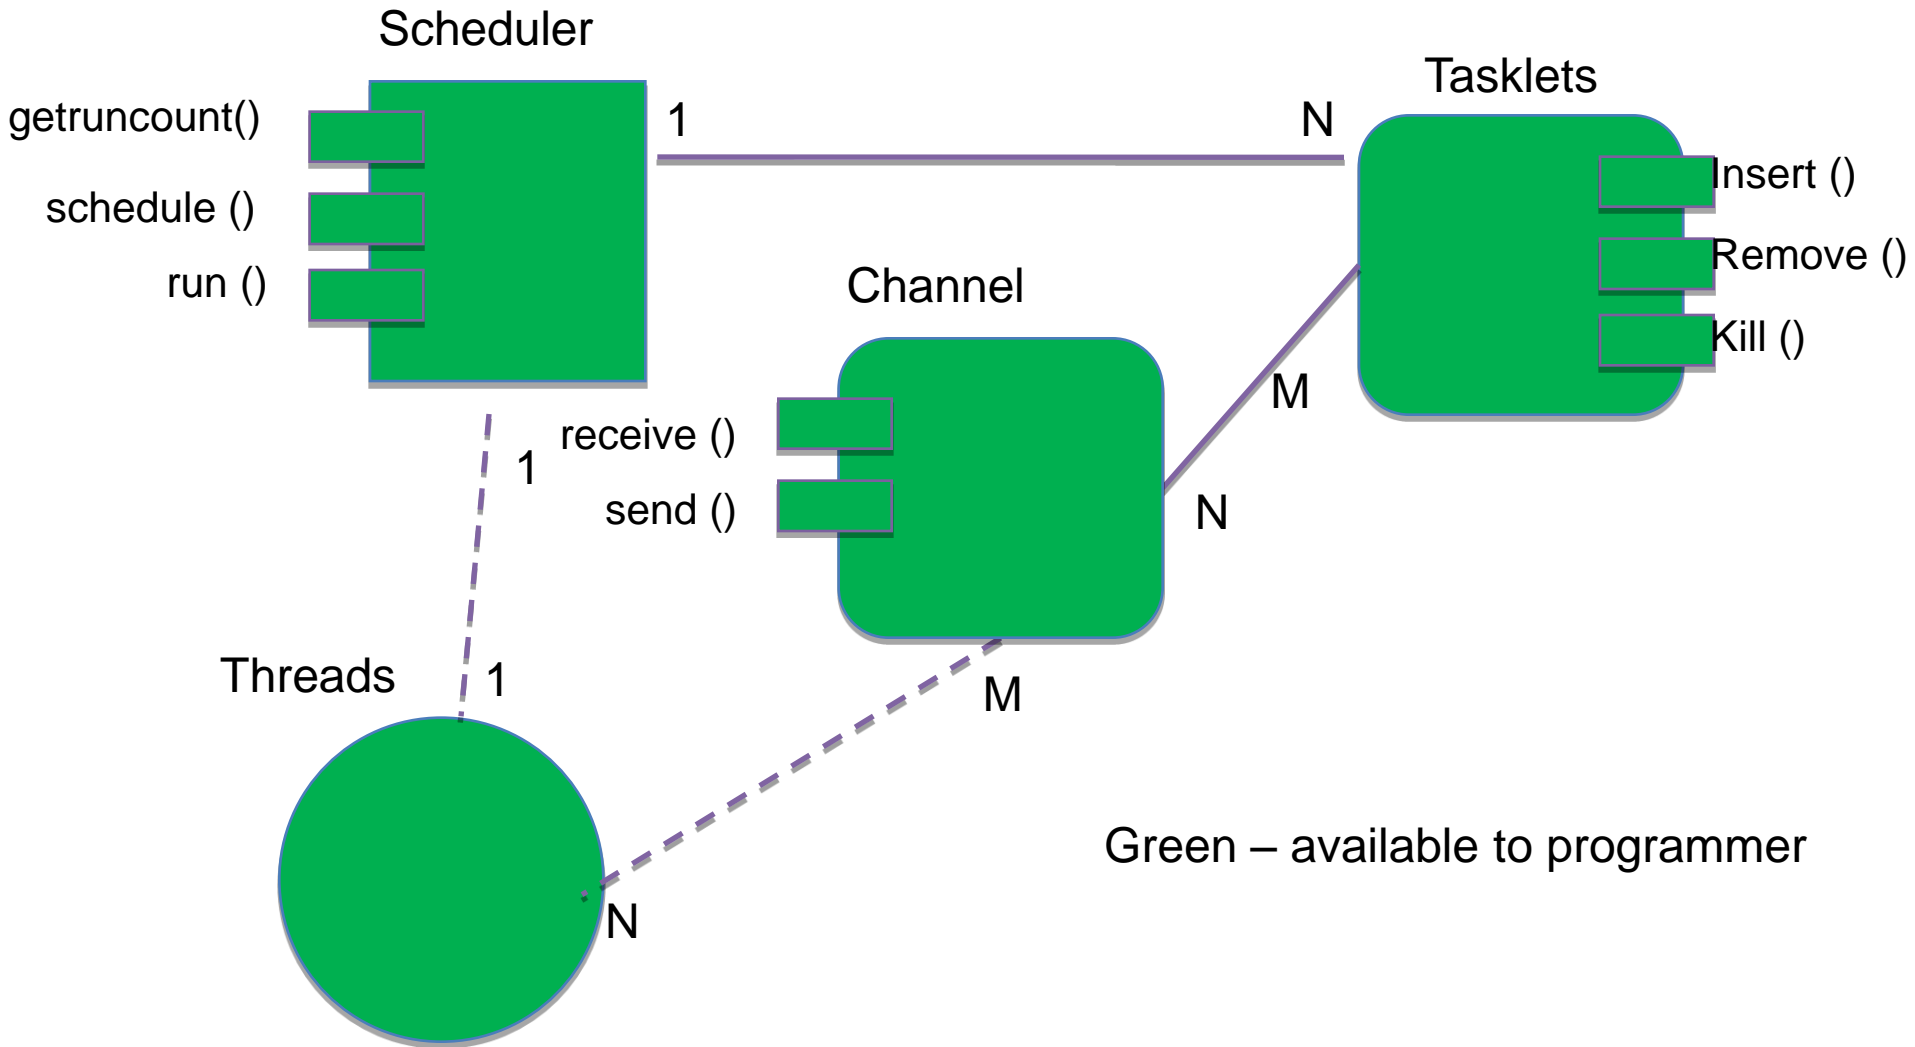 Scheduler
Tasklets
getruncount()
1
N
Insert ()
schedule ()
Remove ()
run ()
Channel
Kill ()
M
receive ()
1
send ()
N
Threads
1
M
Green – available to programmer
N